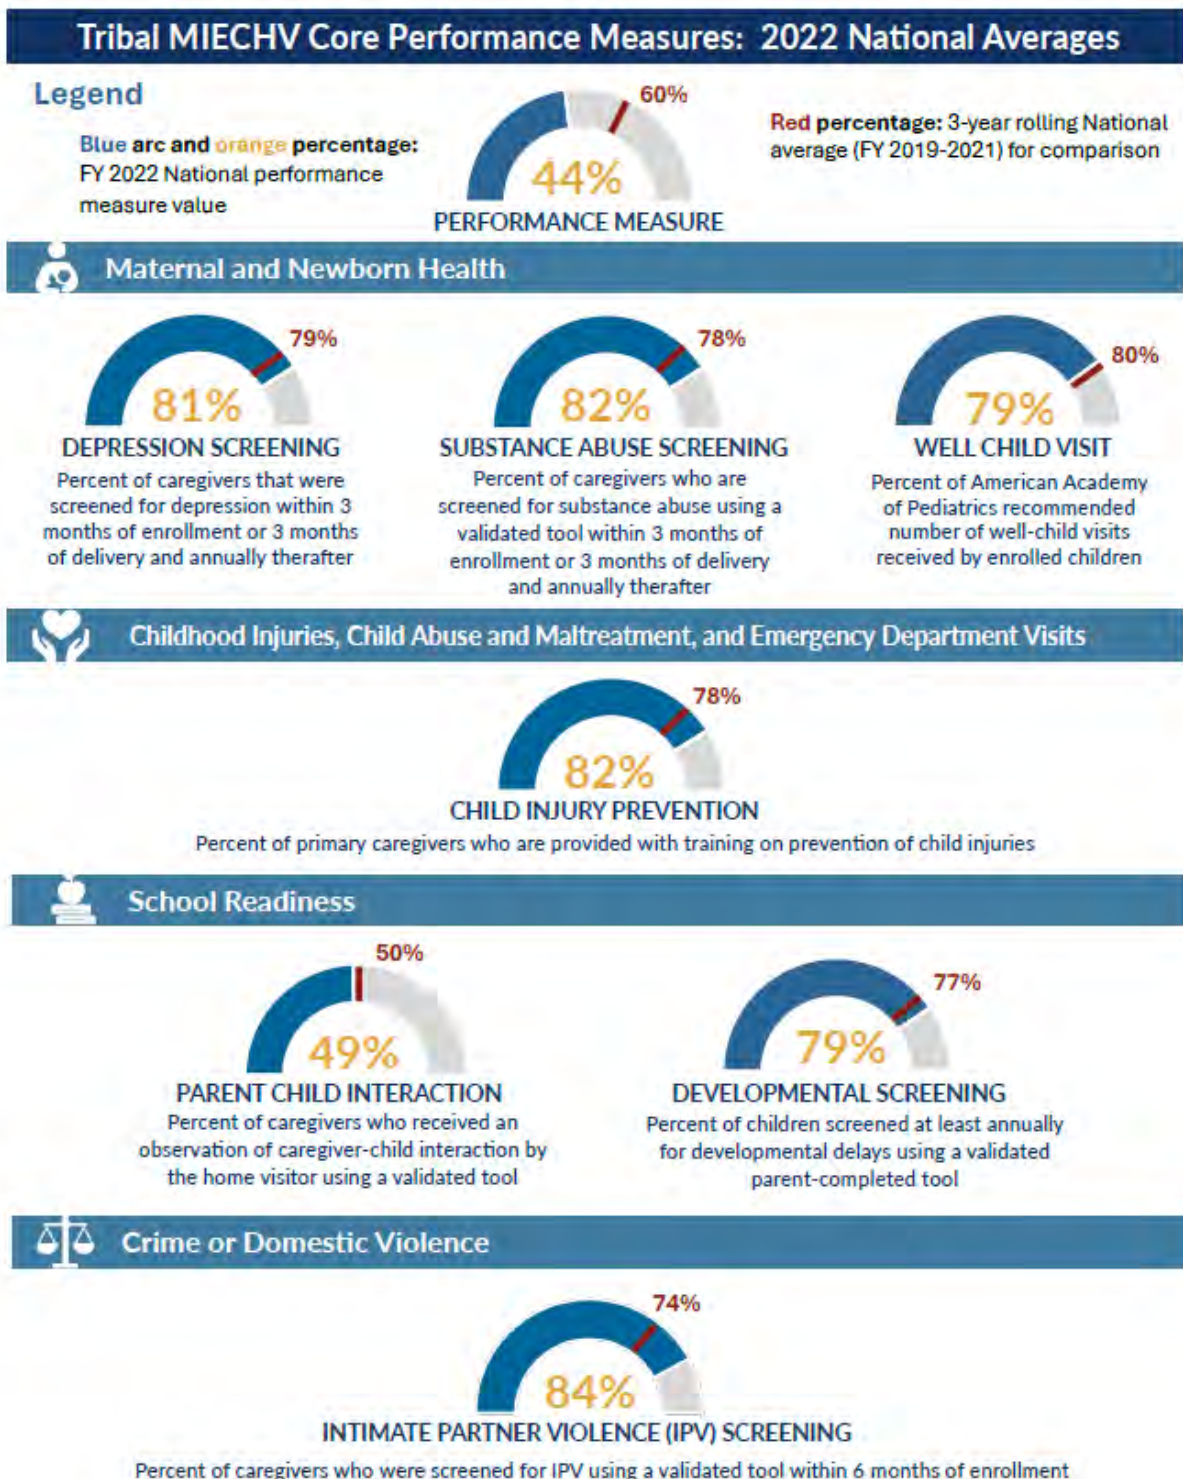 Tribal MIECHV Core Performance Measures: 2022 National Averages
Legend
Blue arc and orange percentage:
FY 2022 National performance
measure value
60%
44%
PERFORMANCE MEASURE
Red percentage: 3-year rolling National
average (FY 2019-2021) for comparison
Maternal and Newborn Health
79%
81%
DEPRESSION SCREENING
Percent of caregivers that were
screened for depression within 3
months of enrollment or 3 months
of delivery and annually therafter
78%
82%
SUBSTANCE ABUSE SCREENING
Percent of caregivers who are
screened for substance abuse using a
validated tool within 3 months of
enrollment or 3 months of delivery
and annually therafter
80%
79%
WELL CHILD VISIT
Percent of American Academy
of Pediatrics recommended
number of well-child visits
received by enrolled children
Childhood Injuries, Child Abuse and Maltreatment, and Emergency Department Visits
78%
82%
CHILD INJURY PREVENTION
Percent of primary caregivers who are provided with training on prevention of child injuries
School Readiness
50%
49%
PARENT CHILD INTERACTION
Percent of caregivers who received an
observation of caregiver-child interaction by
the home visitor using a validated tool
77%
79%
DEVELOPMENTAL SCREENING
Percent of children screened at least annually
for developmental delays using a validated
parent-completed tool
Crime or Domestic Violence
74%
84%
INTIMATE PARTNER VIOLENCE (IPV) SCREENING
Percent of caregivers who were screened for IPV using a validated tool within 6 months of enrollment